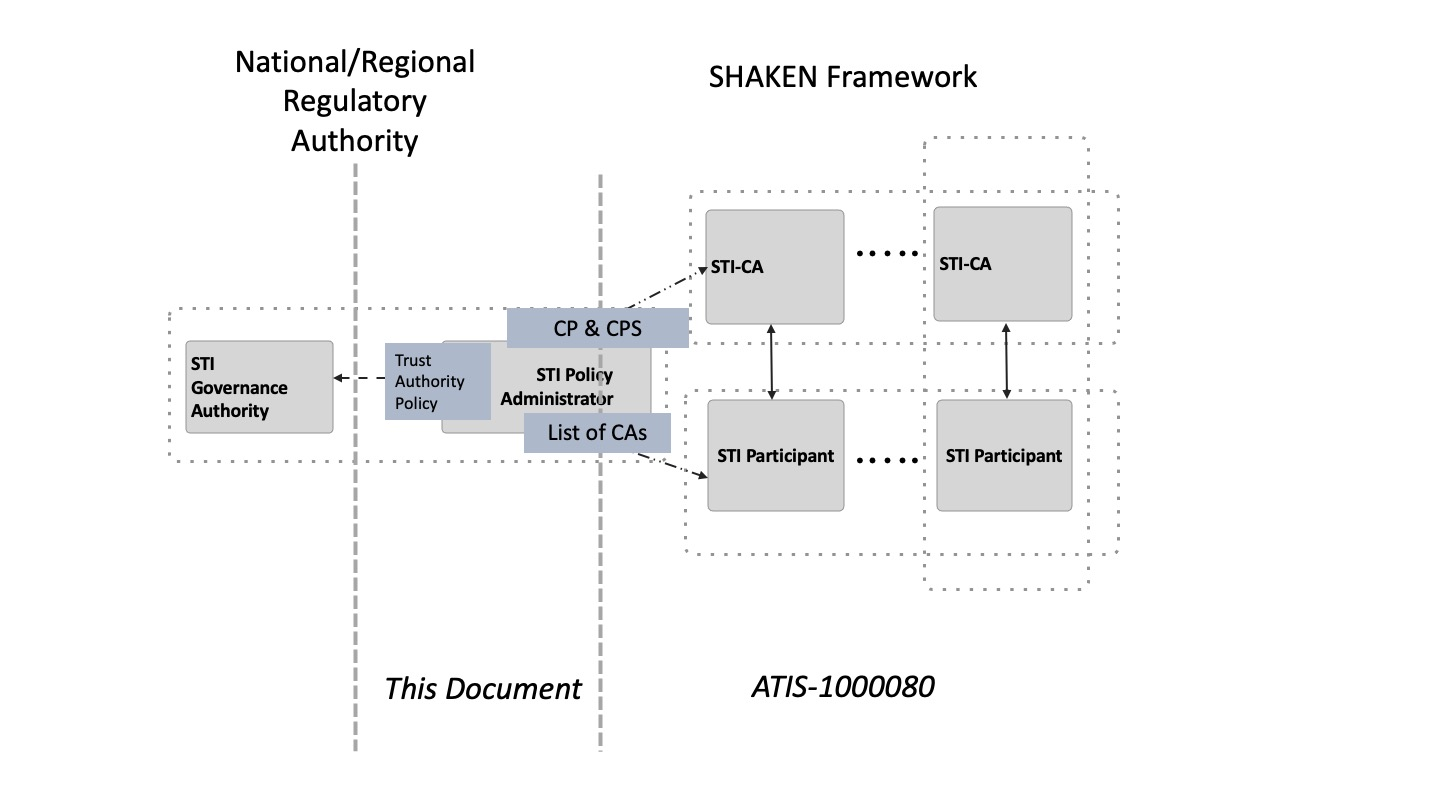 National/Regional
Regulatory
Authority
SHAKEN Framework
STI-CA
STI-CA
CP & CPS
STI
Governance
Authority
Trust
Authority
Policy
STI Policy
Administrator
List of CAs
STI Participant
STI Participant
This Document
ATIS-1000080